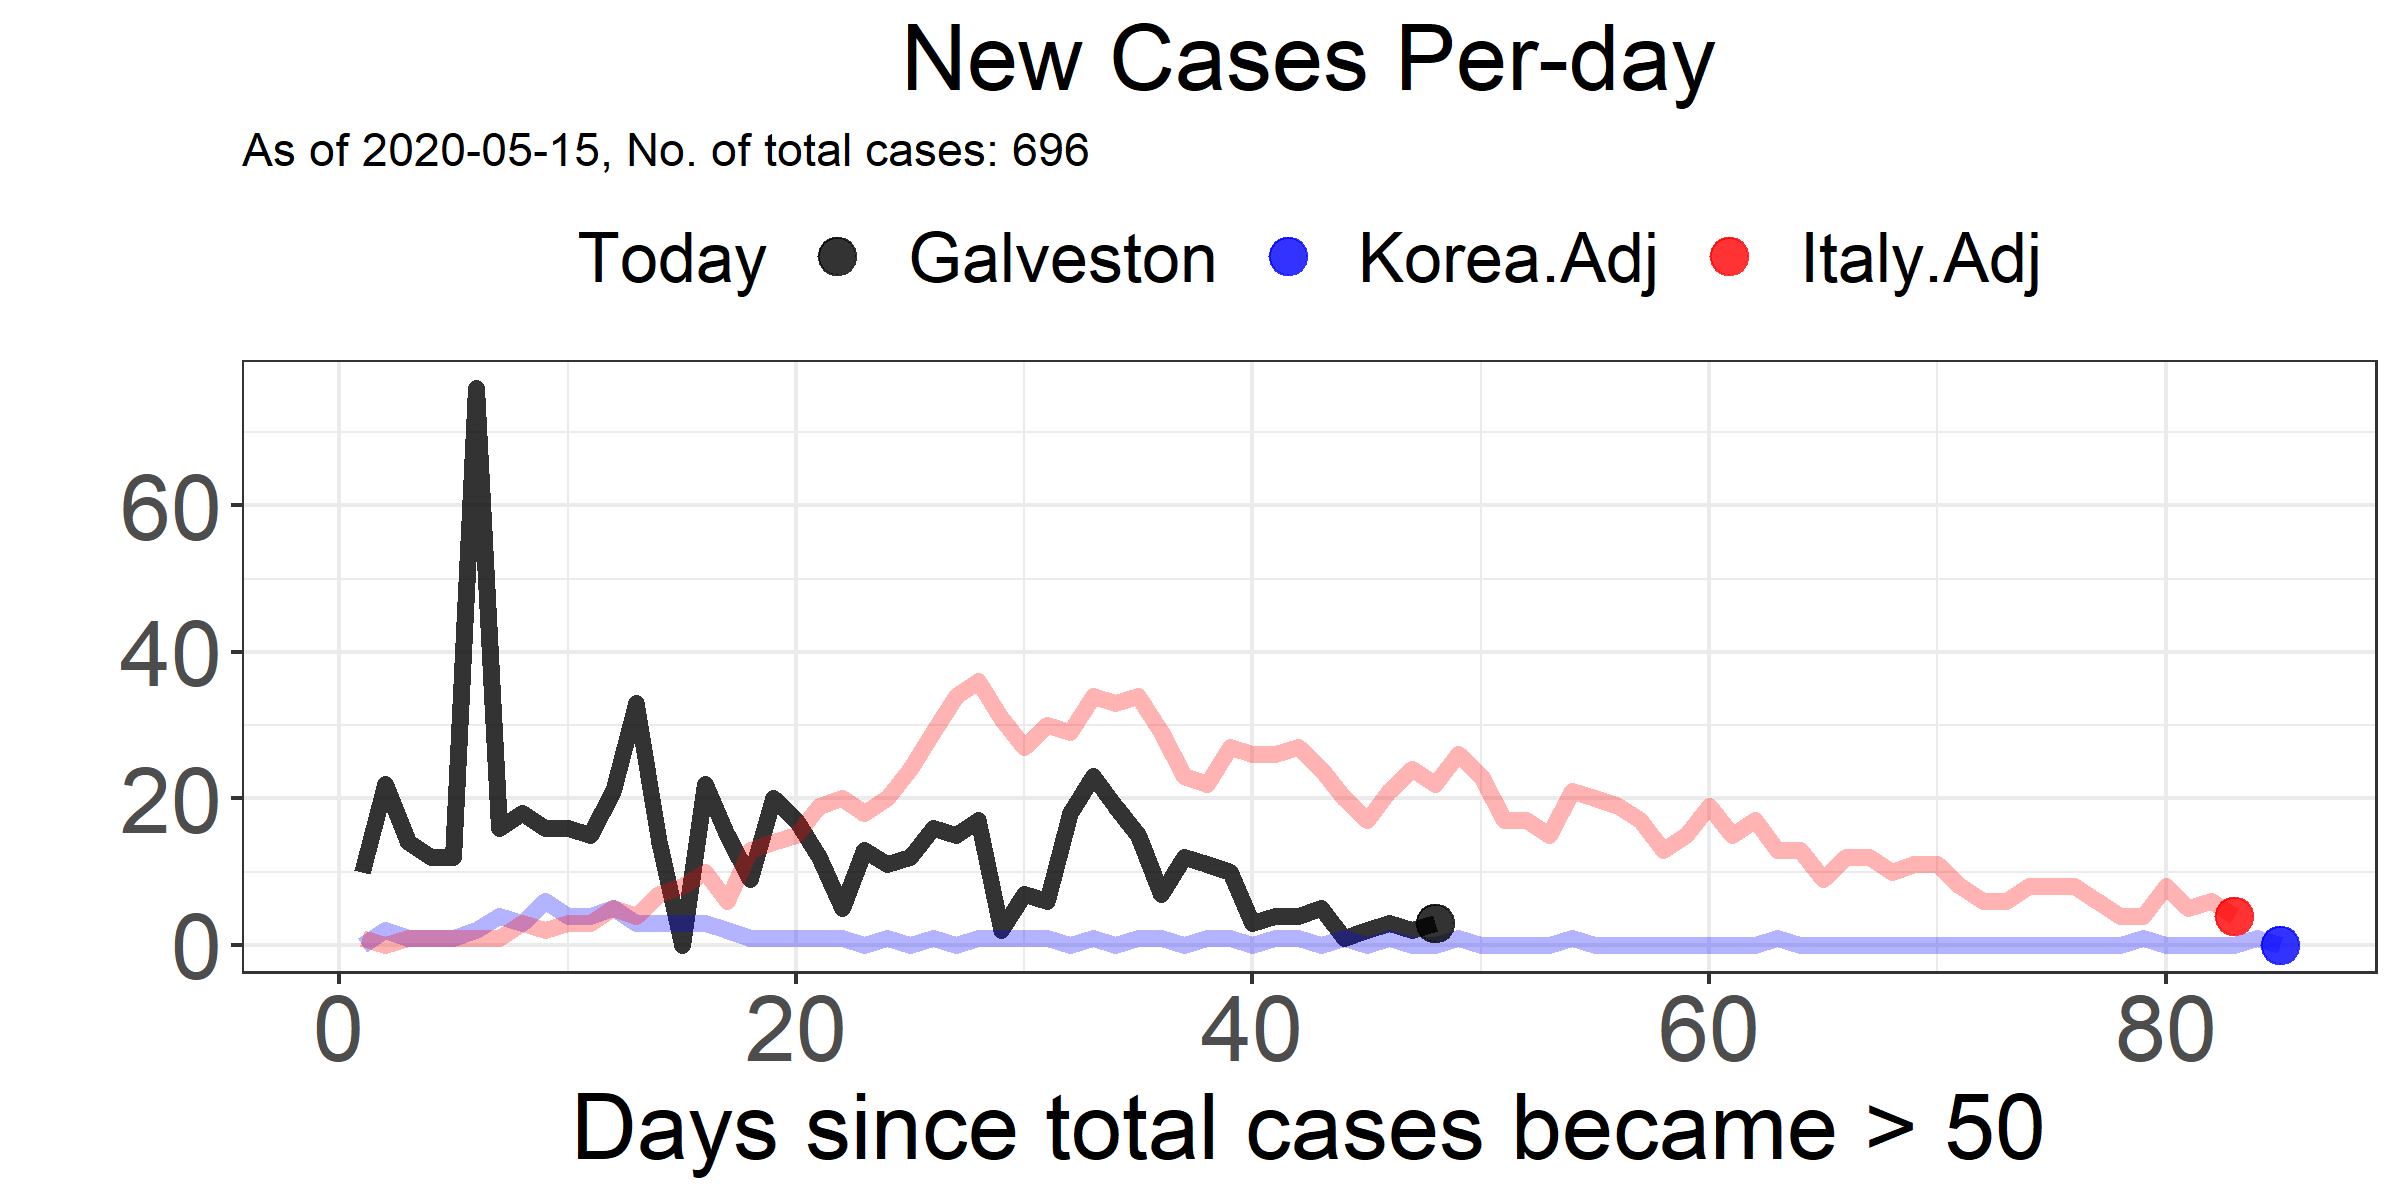 New Cases Per-day
As of 2020-05-15, No. of total cases: 696
Today Galveston Korea.Adj Italy.Adj
60
40
20
0
0 20 40 60 80
Days since total cases became > 50